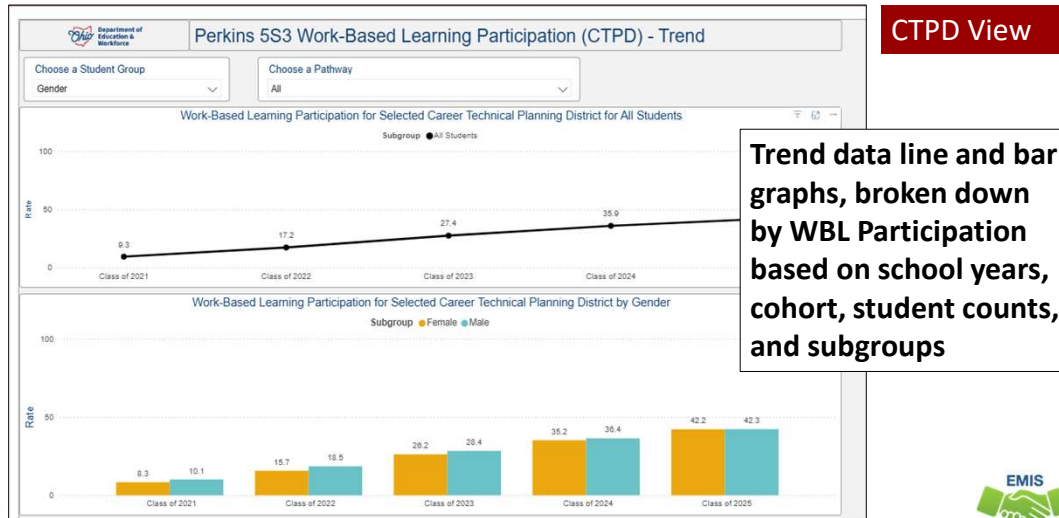 Ohio
Department of
Education &
Workforce
Perkins 5S3 Work-Based Learning Participation (CTPD) - Trend
CTPD View
Choose a Student Group
Gender
Choose a Pathway
All
Work-Based Learning Participation for Selected Career Technical Planning District for All Students
Subgroup All Students
100
50
0
Rate
9.3
17.2
27.4
35.9
Class of 2021
Class of 2022
Class of 2023
Class of 2024
Trend data line and bar
graphs, broken down
by WBL Participation
based on school years,
cohort, student counts,
and subgroups
Work-Based Learning Participation for Selected Career Technical Planning District by Gender
Subgroup Female Male
100
50
0
Rate
8.3
10.1
15.7
18.5
26.2
28.4
35.2
36.4
42.2
42.3
Class of 2021
Class of 2022
Class of 2023
Class of 2024
Class of 2025
EMIS